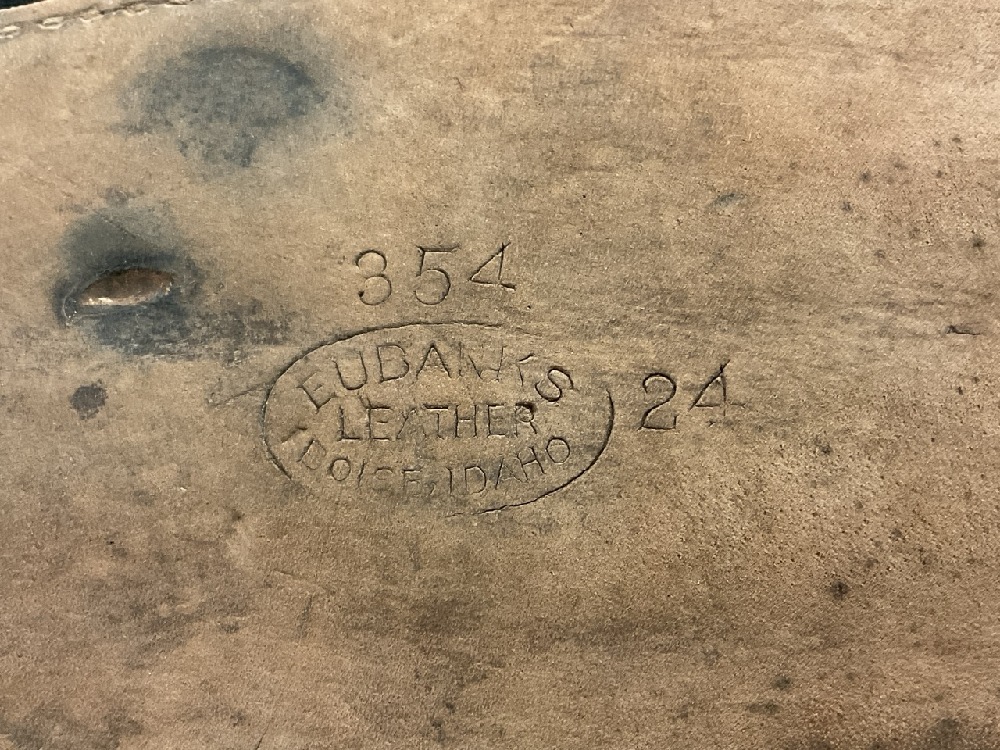 354
EUBANKS
LEATHER
BOISE, IDAHO
24